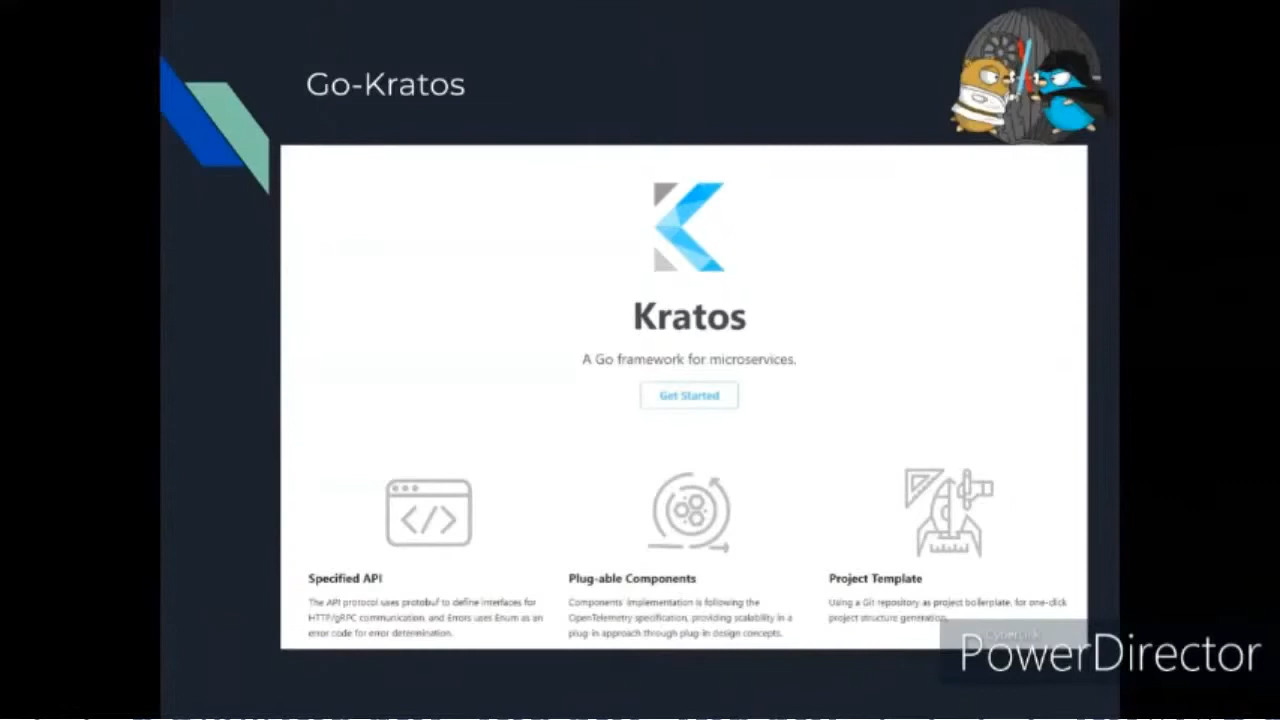 Go-Kratos
Kratos
A Go framework for microservices.
Get Started
Specified API
The API protocol uses protobuf to define interfaces for
HTTP/gRPC communication, and Errors uses Enum as an
error code for error determination.
Plug-able Components
Components' implementation is following the
OpenTelemetry specification, providing scalability in a
plug-in approach through plug-in design concepts.
Project Template
Using a Git repository as project boilerplate, for one-click
project structure generation.
CyberLink
PowerDirector